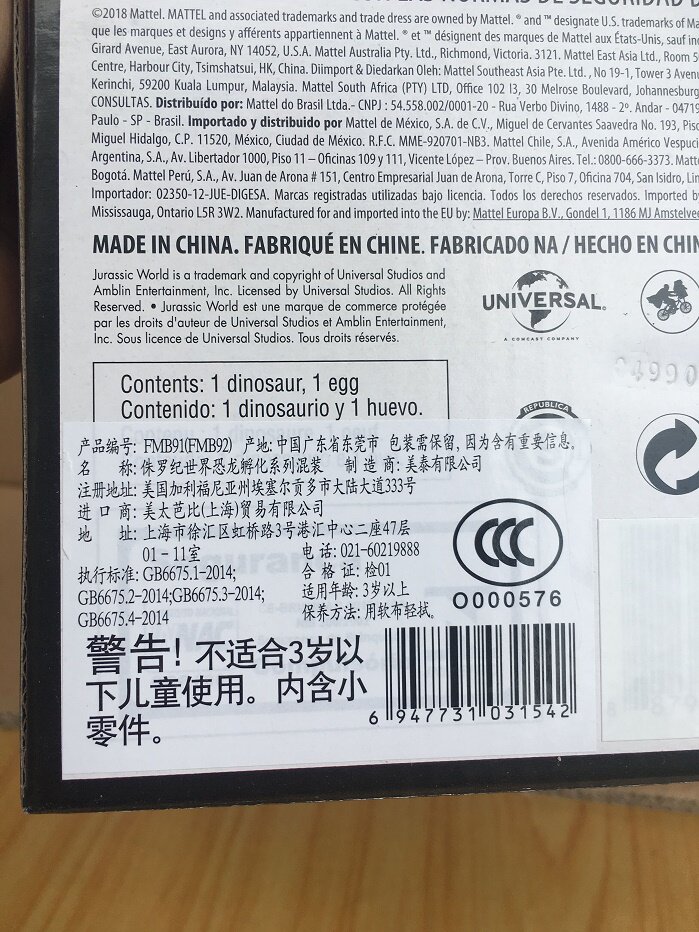 ©2018 Mattel. MATTEL and associated trademarks and trade dress are owned by Mattel. ® and ™ designate U.S. trademarks of Ma
que les marques et designs y afférents appartiennent à Mattel. ® et ™ désignent des marques de Mattel aux États-Unis, sauf ind
Girard Avenue, East Aurora, NY 14052, U.S.A. Mattel Australia Pty. Ltd., Richmond, Victoria. 3121. Mattel East Asia Ltd., Room 5
Centre, Harbour City, Tsimshatsui, HK, China. Diimport & Diedarkan Oleh: Mattel Southeast Asia Pte. Ltd., No 19-1, Tower 3 Aven
Kerinchi, 59200 Kuala Lumpur, Malaysia. Mattel South Africa (PTY) LTD, Office 102 I3, 30 Melrose Boulevard, Johannesburg
CONSULTAS. Distribuído por: Mattel do Brasil Ltda.- CNPJ : 54.558.002/0001-20 - Rua Verbo Divino, 1488 - 2º. Andar - 0471
Paulo - SP - Brasil. Importado y distribuido por Mattel de México, S.A. de C.V., Miguel de Cervantes Saavedra No. 193, Piso
Miguel Hidalgo, C.P. 11520, México, Ciudad de México. R.F.C. MME-920701-NB3. Mattel Chile, S.A., Avenida Américo Vespuci
Argentina, S.A., Av. Libertador 1000, Piso 11 – Oficinas 109 y 111, Vicente López – Prov. Buenos Aires. Tel.: 0800-666-3373. Matt
Bogotá. Mattel Perú, S.A., Av. Juan de Arona # 151, Centro Empresarial Juan de Arona, Torre C, Piso 7, Oficina 704, San Isidro, Lim
Importador: 02350-12-JUE-DIGESA. Marcas registradas utilizadas bajo licencia. Todos los derechos reservados. Imported b
Mississauga, Ontario L5R 3W2. Manufactured for and imported into the EU by: Mattel Europa B.V., Gondel 1, 1186 MJ Amstelvee
MADE IN CHINA. FABRIQUÉ EN CHINE. FABRICADO NA / HECHO EN CHIN
Jurassic World is a trademark and copyright of Universal Studios and
Amblin Entertainment, Inc. Licensed by Universal Studios. All Rights
Reserved. • Jurassic World est une marque de commerce protégée
par les droits d'auteur de Universal Studios et Amblin Entertainment,
Inc. Sous licence de Universal Studios. Tous droits réservés.
UNIVERSAL
A COMCAST COMPANY
Contents: 1 dinosaur, 1 egg
Contenido: 1 dinosaurio y 1 huevo.
REPUBLICA
产品编号: FMB91(FMB92) 产地: 中国广东省东莞市 包装需保留, 因为含有重要信息。
名 称: 侏罗纪世界恐龙孵化系列混装 制 造 商: 美泰有限公司
注册地址: 美国加利福尼亚州埃塞尔贡多市大陆大道333号
进 口 商: 美太芭比(上海)贸易有限公司
地 址: 上海市徐汇区虹桥路3号港汇中心二座47层
01－11室 电 话: 021-60219888
执行标准: GB6675.1-2014; 合 格 证: 检01
GB6675.2-2014;GB6675.3-2014; 适用年龄: 3岁以上
GB6675.4-2014 保养方法: 用软布轻拭。
CCC
O000576
警告! 不适合3岁以
下儿童使用。内含小
零件。
6 947731 031542